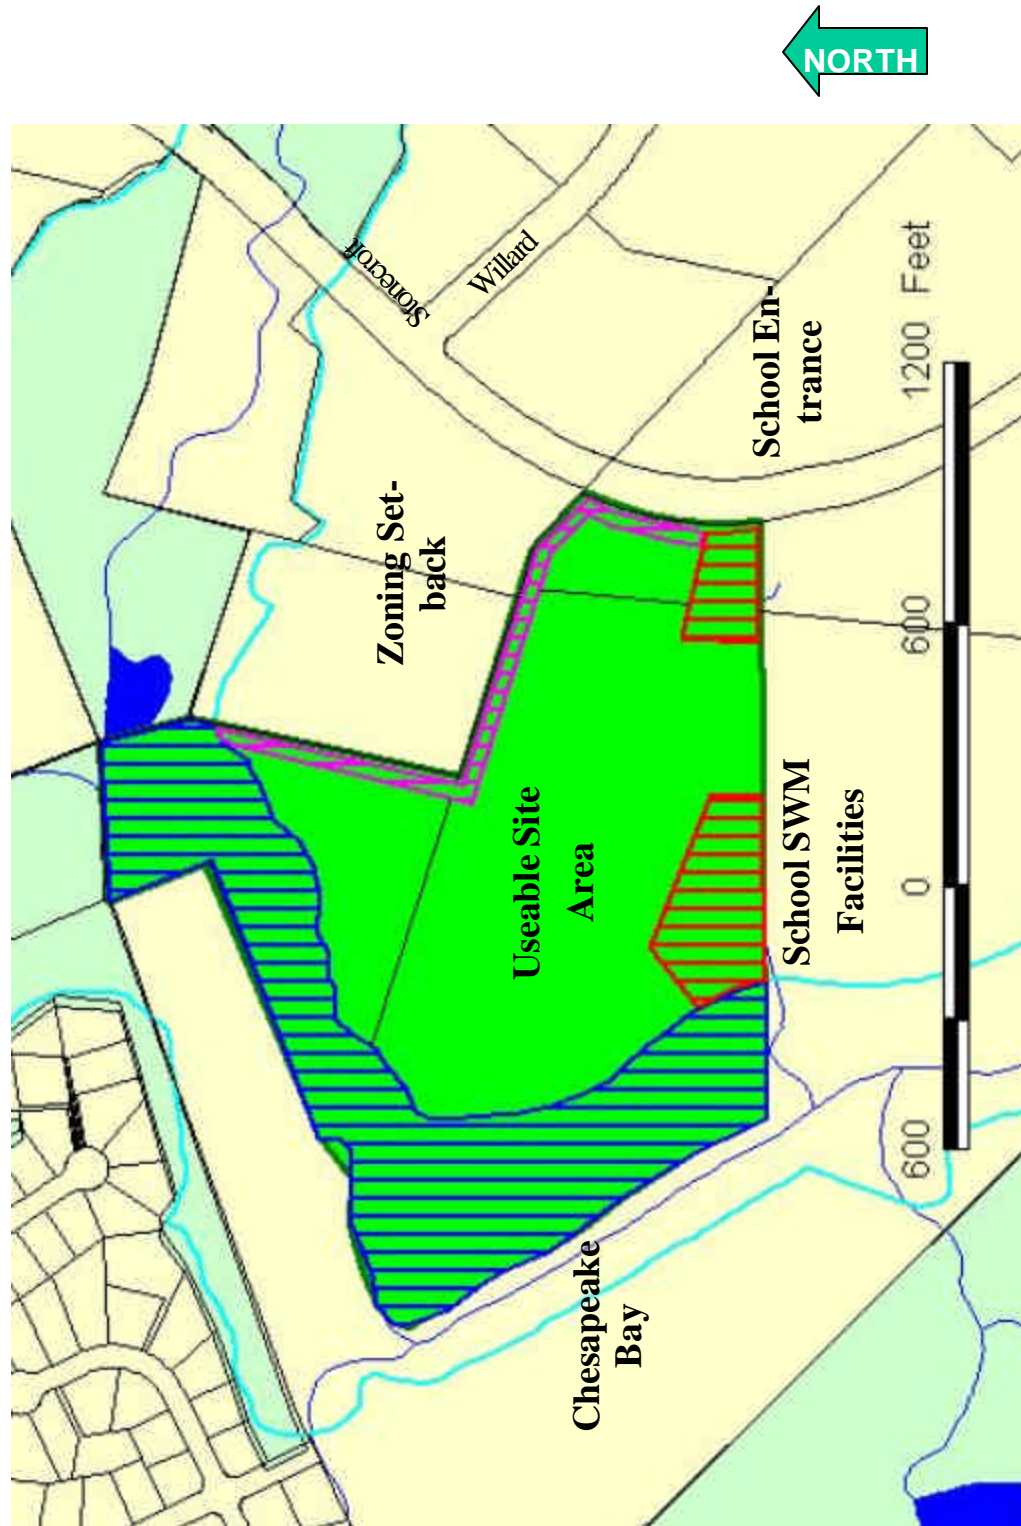 NORTH
Stonecroft
Willard
Zoning Set-
back
School En-
trance
Useable Site
Area
School SWM
Facilities
Chesapeake
Bay
600 0 600 1200 Feet